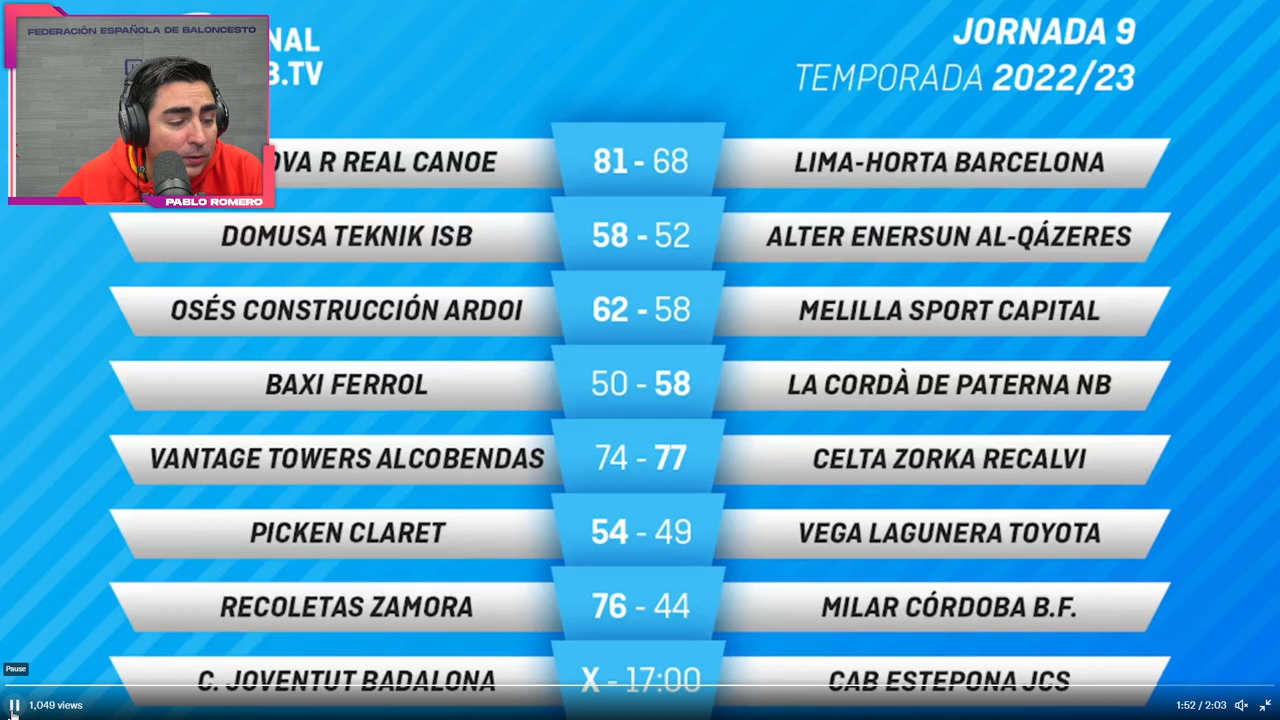 FEDERACIÓN ESPAÑOLA DE BALONCESTO
PABLO ROMERO
NAL
B.TV
JORNADA 9
TEMPORADA 2022/23
OVA R REAL CANOE 81 - 68 LIMA-HORTA BARCELONA
DOMUSA TEKNIK ISB 58 - 52 ALTER ENERSUN AL-QÁZERES
OSÉS CONSTRUCCIÓN ARDOI 62 - 58 MELILLA SPORT CAPITAL
BAXI FERROL 50 - 58 LA CORDÀ DE PATERNA NB
VANTAGE TOWERS ALCOBENDAS 74 - 77 CELTA ZORKA RECALVI
PICKEN CLARET 54 - 49 VEGA LAGUNERA TOYOTA
RECOLETAS ZAMORA 76 - 44 MILAR CÓRDOBA B.F.
C. JOVENTUT BADALONA X - 17:00 CAB ESTEPONA JCS
Pause
1,049 views
1:52 / 2:03